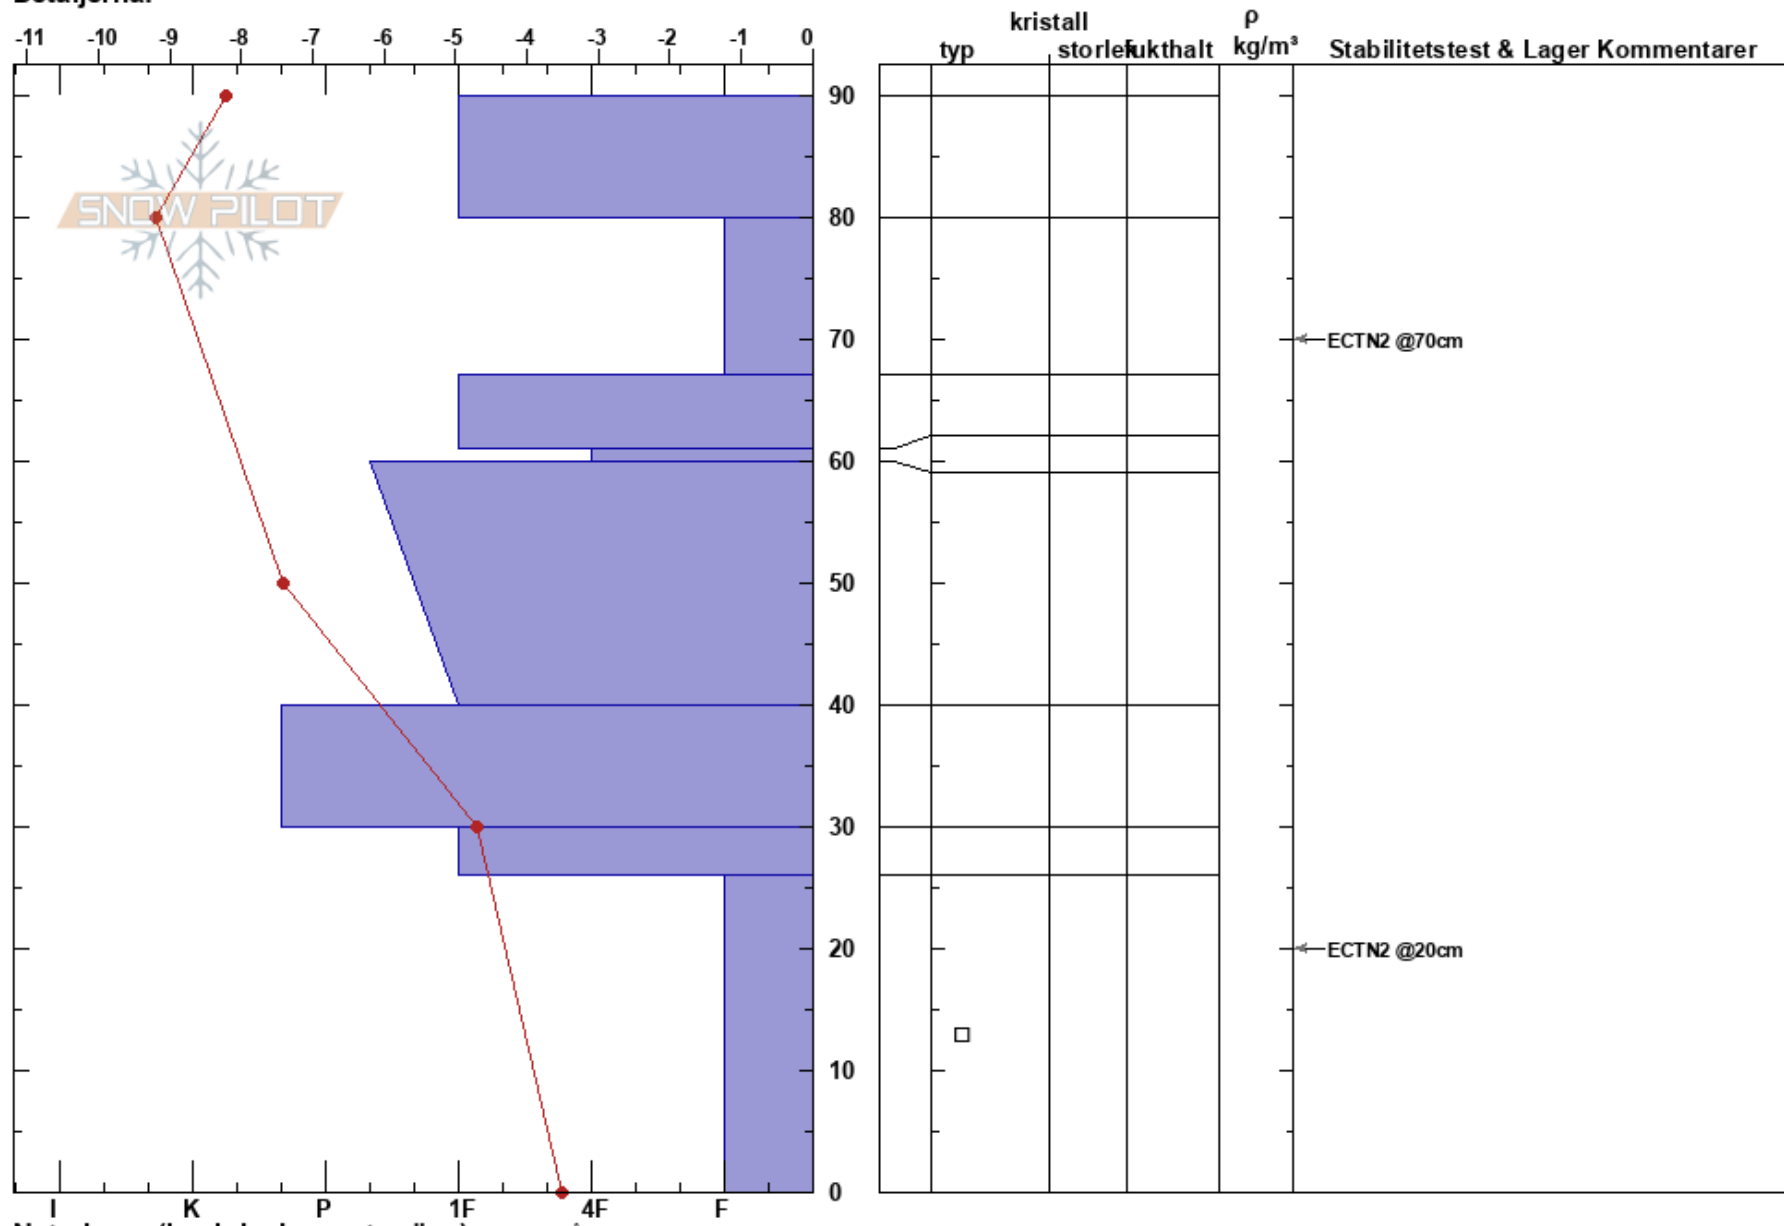 kristall
ρ
-11 -10 -9 -8 -7 -6 -5 -4 -3 -2 -1 0
typ storlek fukthalt kg/m³ Stabilitetstest & Lager Kommentarer
90
SNOW PILOT
80
70
ECTN2 @70cm
60
50
40
30
20
ECTN2 @20cm
10
0
I K P 1F 4F F